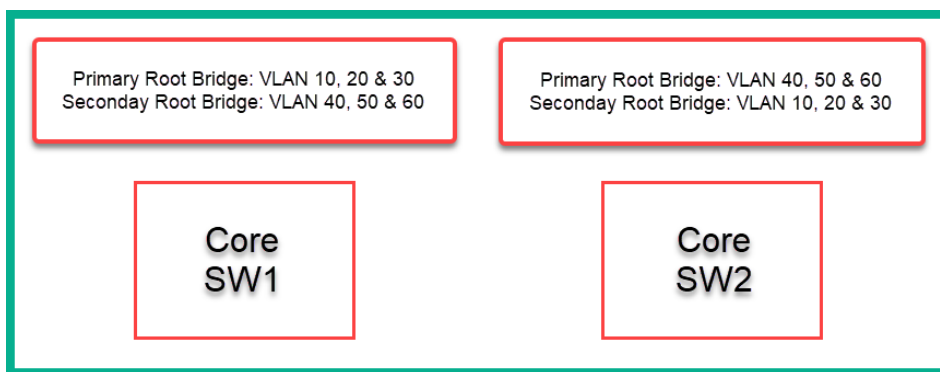 Primary Root Bridge: VLAN 10, 20 & 30
Seconday Root Bridge: VLAN 40, 50 & 60
Primary Root Bridge: VLAN 40, 50 & 60
Seconday Root Bridge: VLAN 10, 20 & 30
Core
SW1
Core
SW2